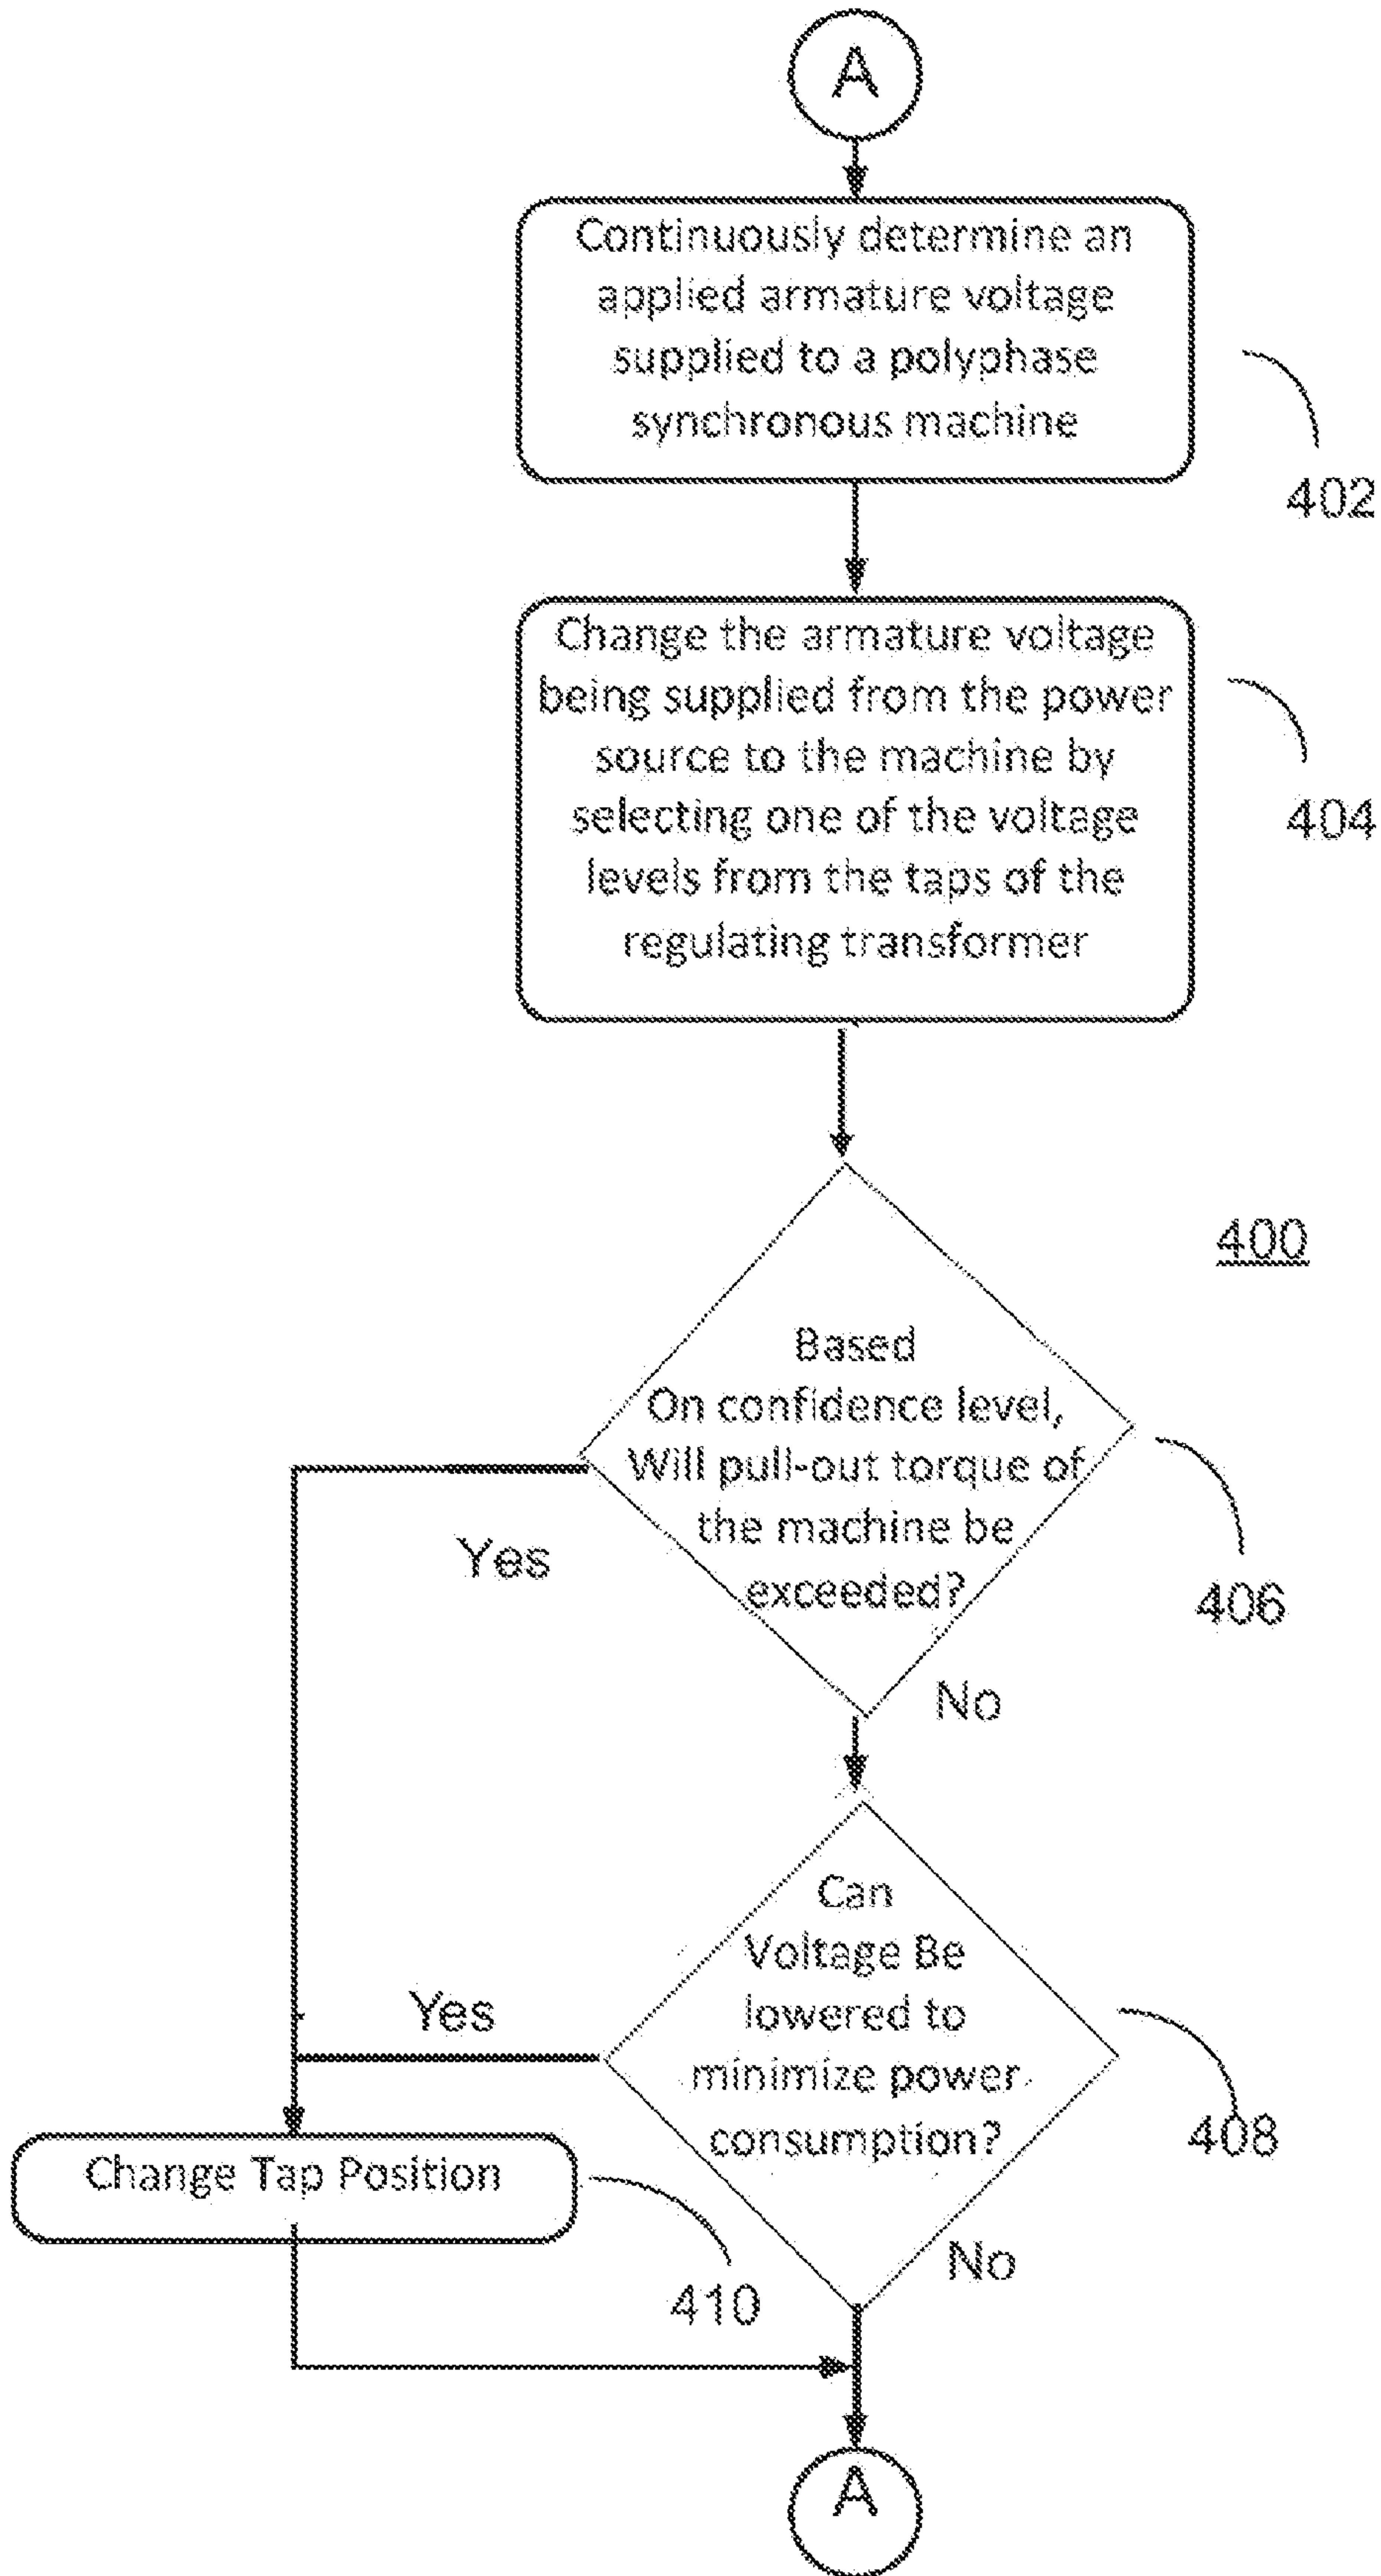 A
Continuously determine an
applied armature voltage
supplied to a polyphase
synchronous machine
402
Change the armature voltage
being supplied from the power
source to the machine by
selecting one of the voltage
levels from the taps of the
regulating transformer
404
400
Based
On confidence level,
Will pull-out torque of
the machine be
exceeded?
406
Yes
No
Can
Voltage Be
lowered to
minimize power
consumption?
408
Yes
No
Change Tap Position
410
A